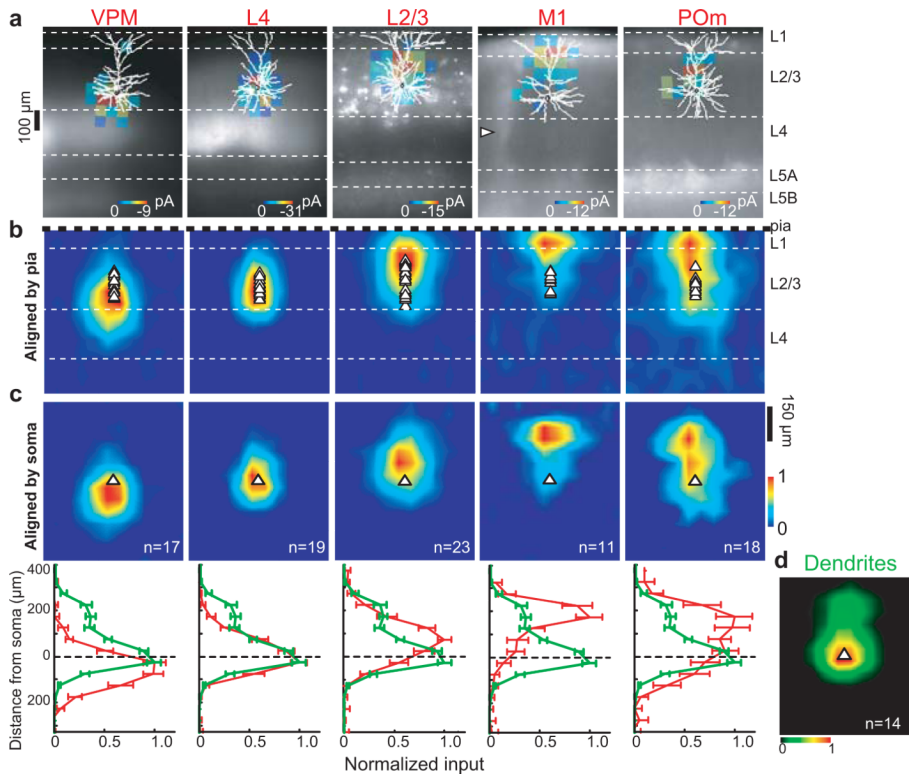 a VPM L4 L2/3 M1 POm
L1
L2/3
L4
L5A
L5B
100 µm
0 -9 pA
0 -31 pA
0 -15 pA
0 -12 pA
0 -12 pA
pia
b Aligned by pia
L1
L2/3
L4
c Aligned by soma
150 µm
1
0
n=17 n=19 n=23 n=11 n=18
d Dendrites
n=14
0 1
Distance from soma (µm)
400
200
0
200
0 0.5 1.0 0 0.5 1.0 0 0.5 1.0 0 0.5 1.0 0 0.5 1.0
Normalized input